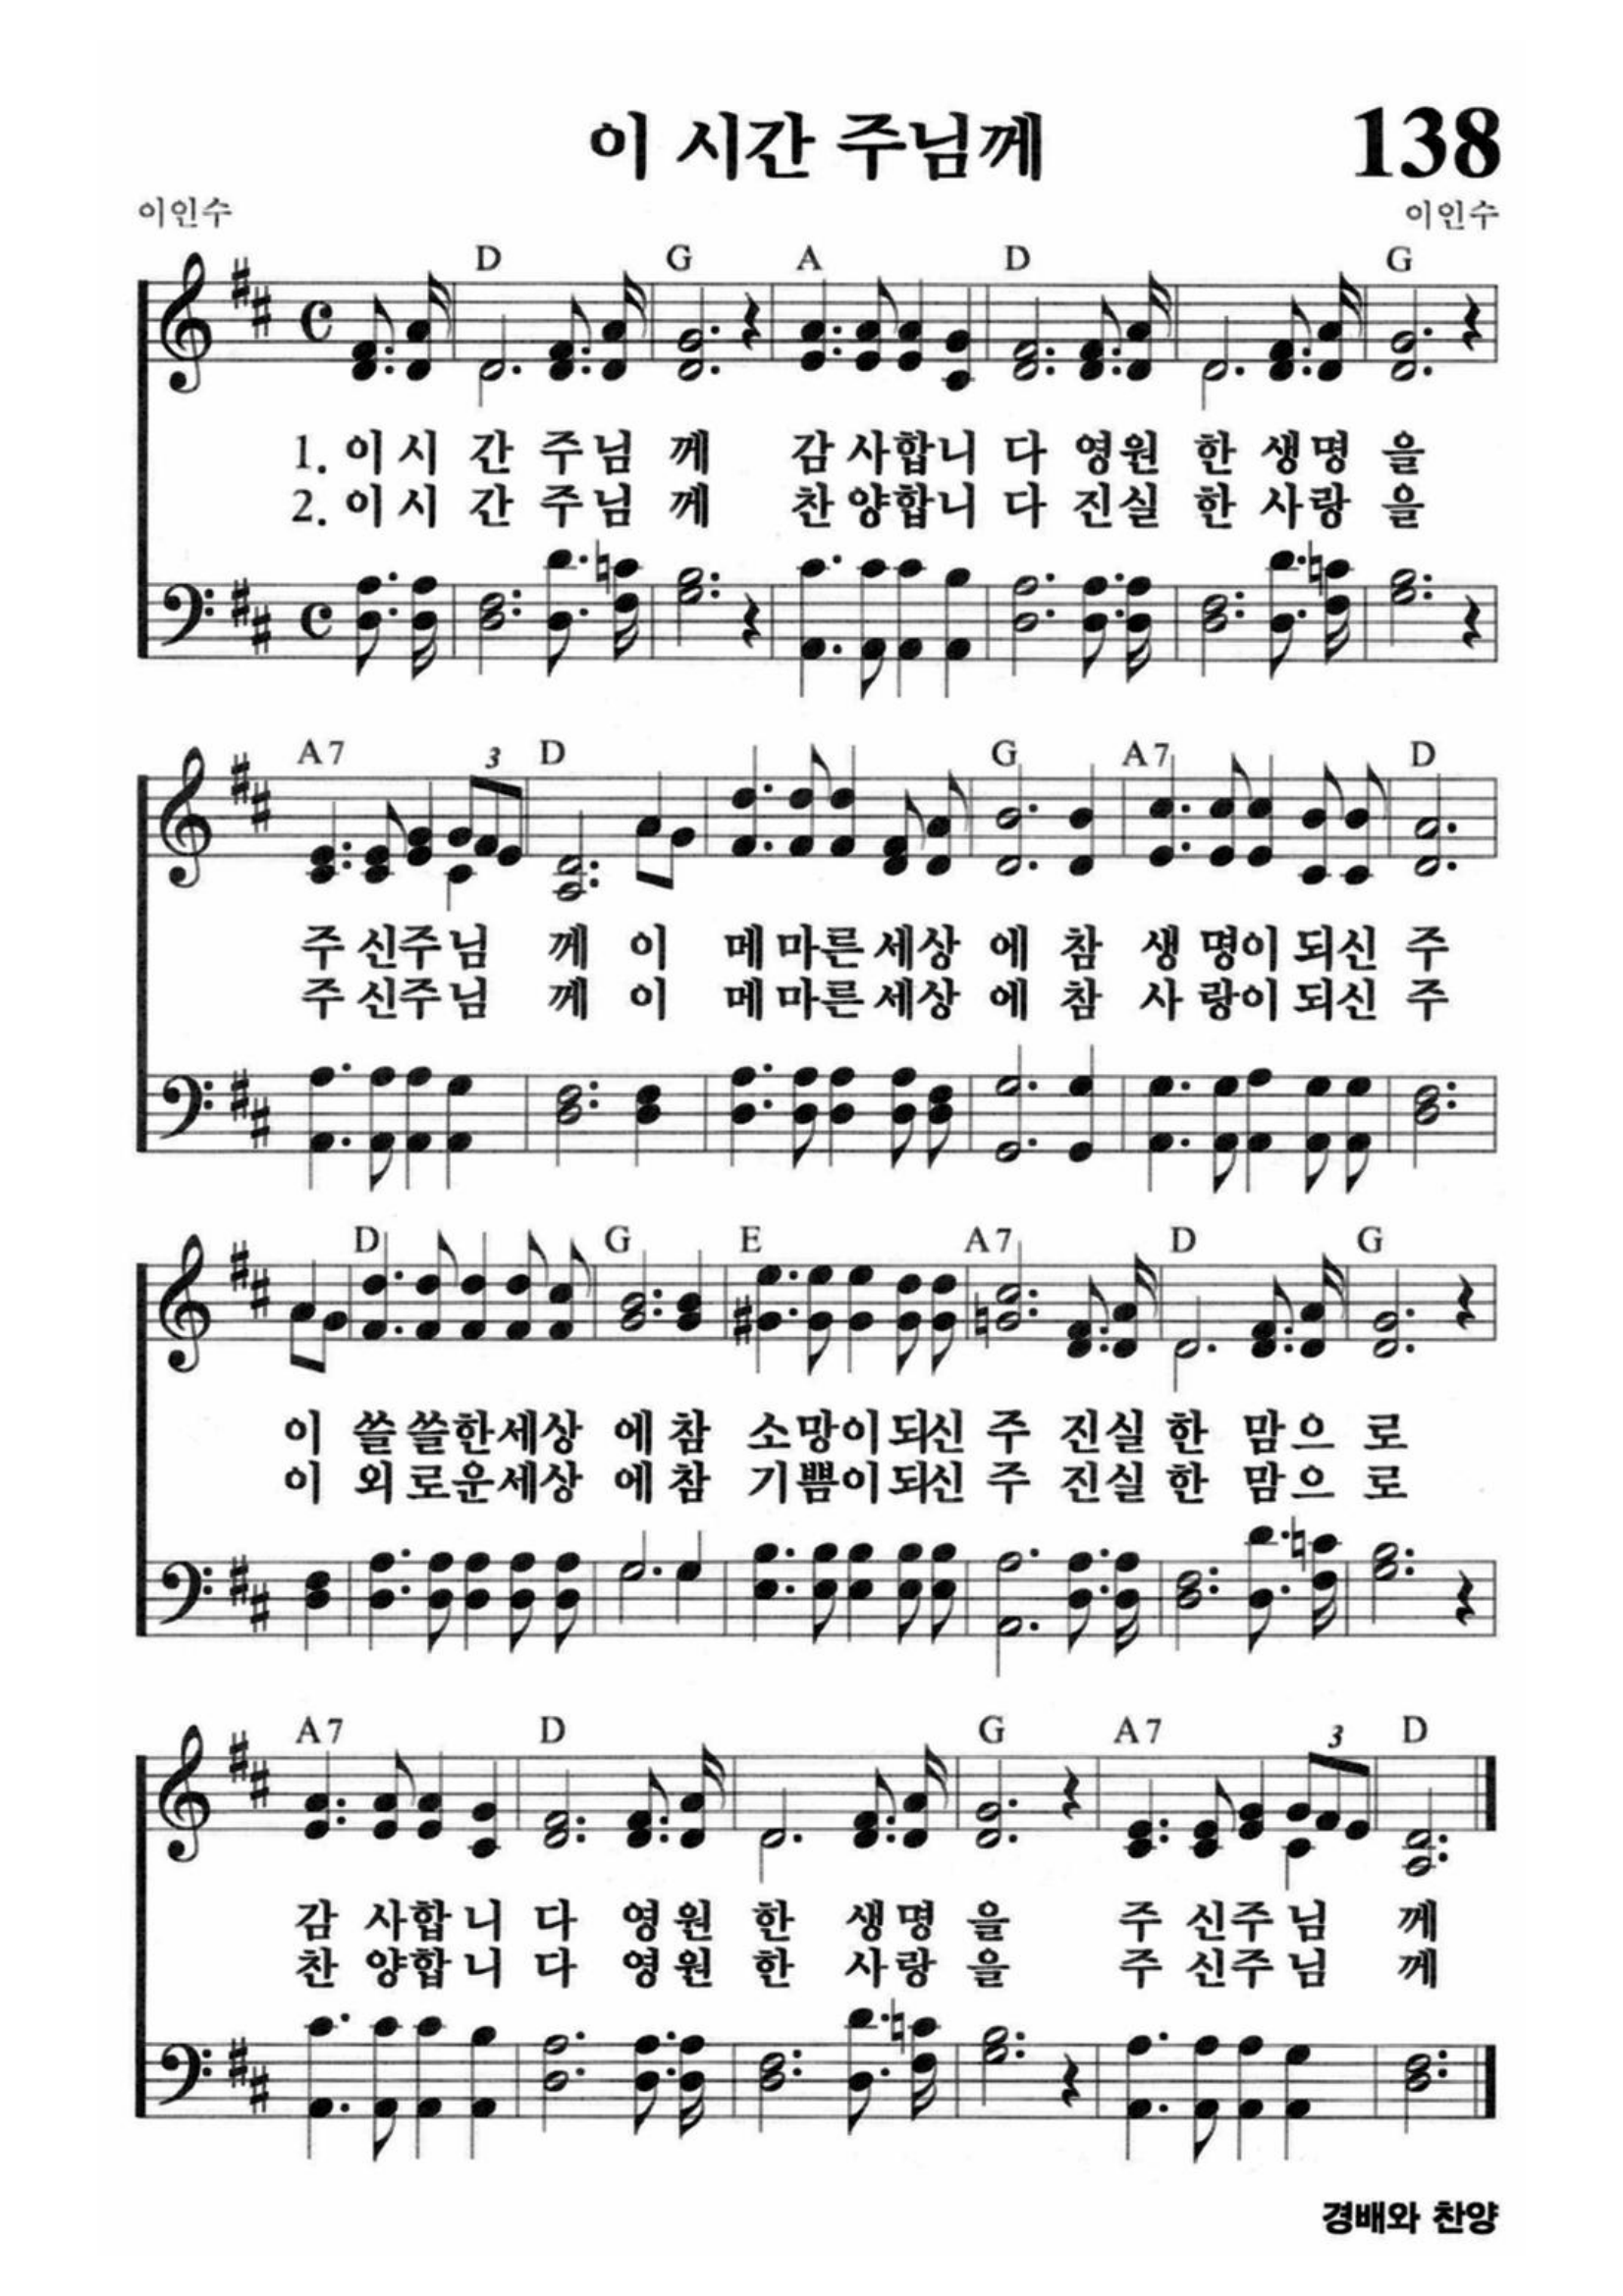 이 시간 주님께 138
이인수 이인수
D G A D G
1. 이 시 간 주 님 께 감 사합니 다 영원 한 생명 을
2. 이 시 간 주 님 께 찬 양합니 다 진실 한 사랑 을
A7 3 D G A7 D
주 신주 님 께 이 메 마른 세상 에 참 생 명이 되신 주
주 신주 님 께 이 메 마른 세상 에 참 사 랑이 되신 주
D G E A7 D G
이 쓸 쓸한세상 에 참 소망이되신 주 진실 한 맘으 로
이 외 로운세상 에 참 기쁨이되신 주 진실 한 맘으 로
A7 D G A7 3 D
감 사합 니 다 영원 한 생명 을 주 신주 님 께
찬 양합 니 다 영원 한 사랑 을 주 신주 님 께
경배와 찬양